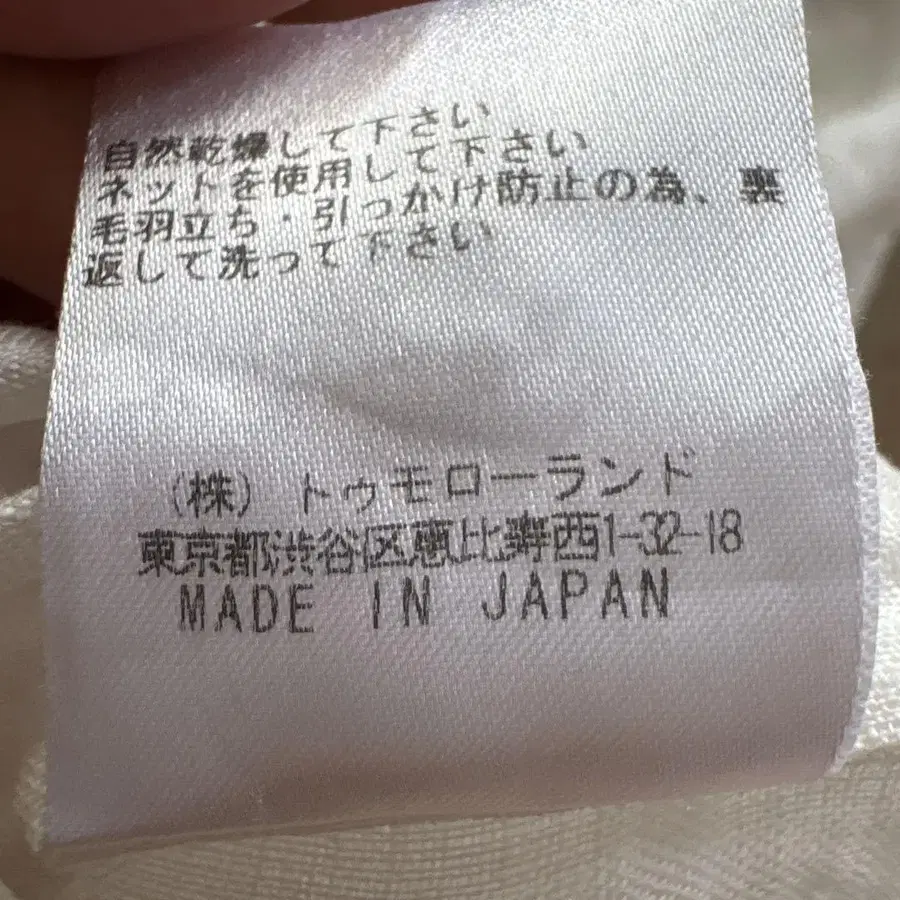 自然乾燥して下さい
ネットを使用して下さい
毛羽立ち・引っかけ防止の為、裏
返して洗って下さい
(株) トゥモローランド
東京都渋谷区恵比寿西1-32-18
MADE IN JAPAN